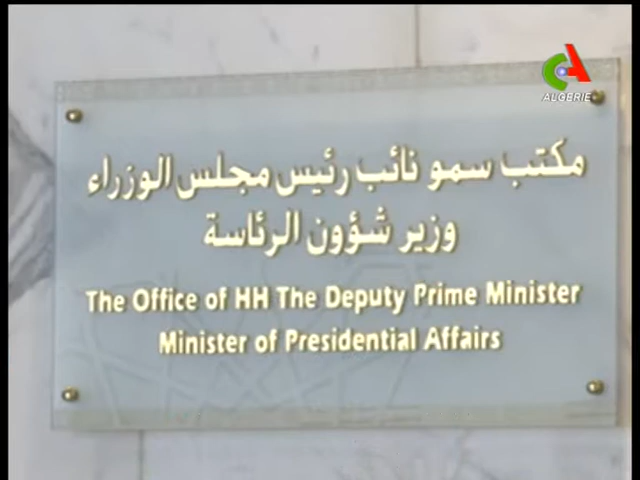 ALGERIE
مكتب سمو نائب رئيس مجلس الوزراء
وزير شؤون الرئاسة
The Office of HH The Deputy Prime Minister
Minister of Presidential Affairs